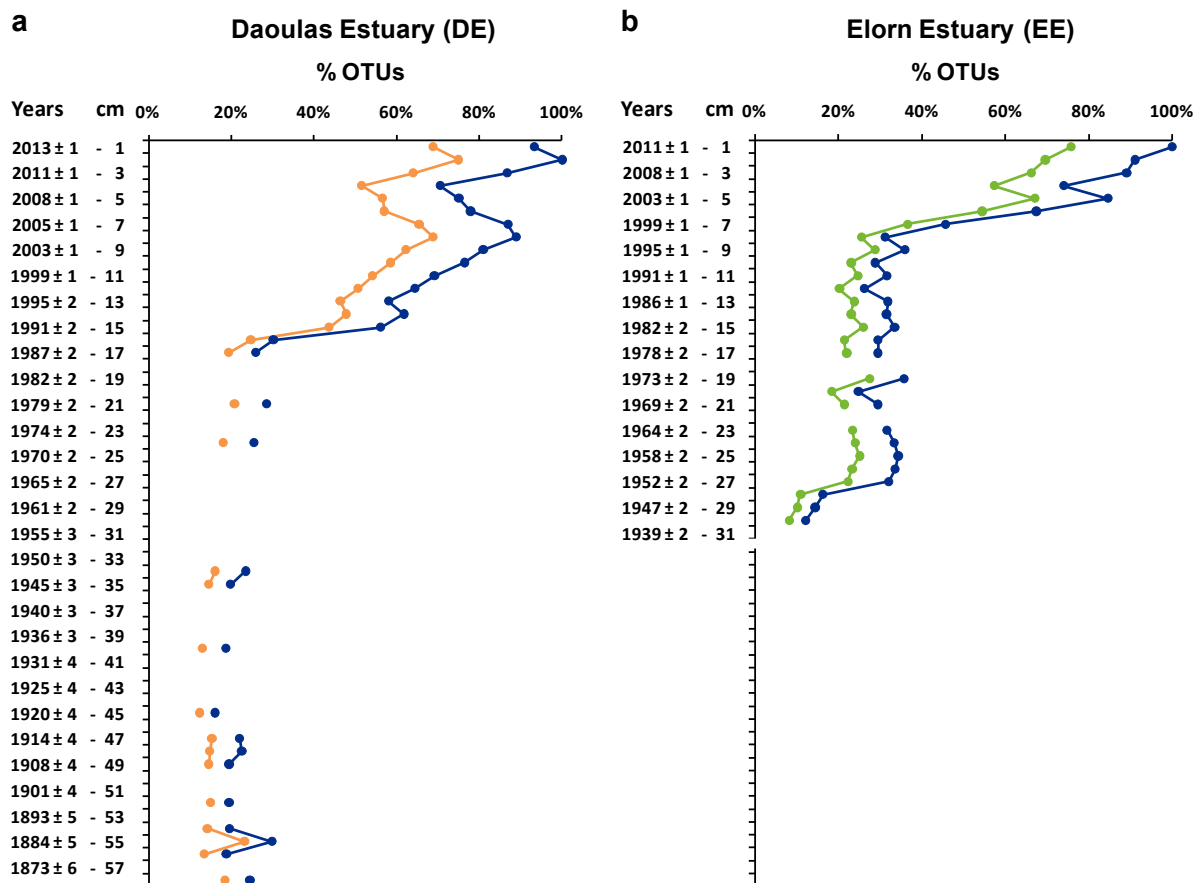 a Daoulas Estuary (DE)
% OTUs
Years cm 0% 20% 40% 60% 80% 100%
2013 ± 1 - 1
2011 ± 1 - 3
2008 ± 1 - 5
2005 ± 1 - 7
2003 ± 1 - 9
1999 ± 1 - 11
1995 ± 2 - 13
1991 ± 2 - 15
1987 ± 2 - 17
1982 ± 2 - 19
1979 ± 2 - 21
1974 ± 2 - 23
1970 ± 2 - 25
1965 ± 2 - 27
1961 ± 2 - 29
1955 ± 3 - 31
1950 ± 3 - 33
1945 ± 3 - 35
1940 ± 3 - 37
1936 ± 3 - 39
1931 ± 4 - 41
1925 ± 4 - 43
1920 ± 4 - 45
1914 ± 4 - 47
1908 ± 4 - 49
1901 ± 4 - 51
1893 ± 5 - 53
1884 ± 5 - 55
1873 ± 6 - 57
b Elorn Estuary (EE)
% OTUs
Years cm 0% 20% 40% 60% 80% 100%
2011 ± 1 - 1
2008 ± 1 - 3
2003 ± 1 - 5
1999 ± 1 - 7
1995 ± 1 - 9
1991 ± 1 - 11
1986 ± 1 - 13
1982 ± 2 - 15
1978 ± 2 - 17
1973 ± 2 - 19
1969 ± 2 - 21
1964 ± 2 - 23
1958 ± 2 - 25
1952 ± 2 - 27
1947 ± 2 - 29
1939 ± 2 - 31